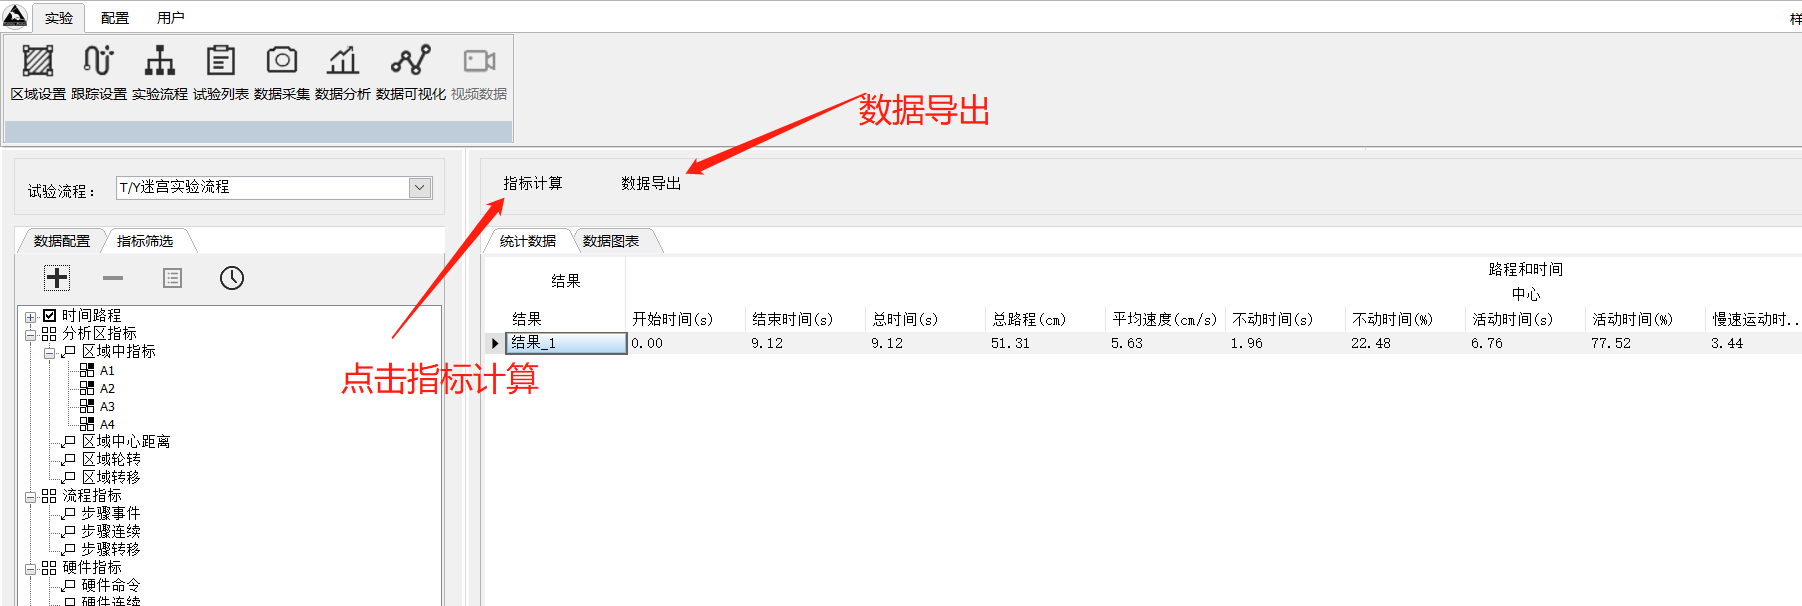 实验 配置 用户 样
区域设置 跟踪设置 实验流程 试验列表 数据采集 数据分析 数据可视化 视频数据
数据导出
试验流程： T/Y迷宫实验流程
指标计算 数据导出
数据配置 指标筛选
统计数据 数据图表
点击指标计算
时间路程
分析区指标
区域中指标
A1
A2
A3
A4
区域中心距离
区域轮转
区域转移
流程指标
步骤事件
步骤连续
步骤转移
硬件指标
硬件命令
硬件连续
结果 路程和时间
中心
结果 开始时间(s) 结束时间(s) 总时间(s) 总路程(cm) 平均速度(cm/s) 不动时间(s) 不动时间(%) 活动时间(s) 活动时间(%) 慢速运动时..
结果_1 0.00 9.12 9.12 51.31 5.63 1.96 22.48 6.76 77.52 3.44